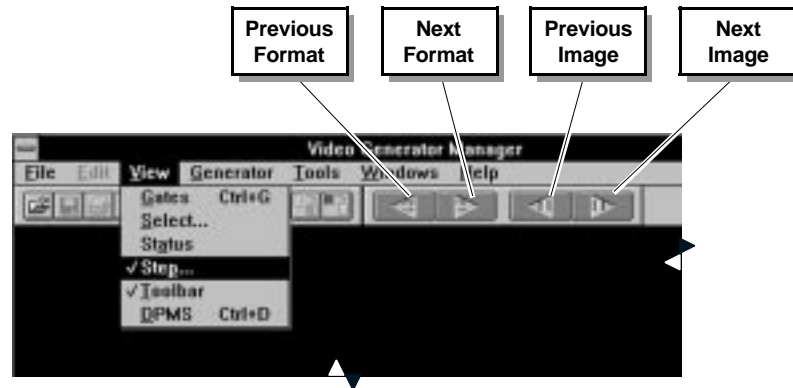 Previous Format
Next Format
Previous Image
Next Image
Video Generator Manager
File Edit View Generator Tools Windows Help
Gates Ctrl+G
Select...
Status
✓ Step...
✓ Toolbar
DPMS Ctrl+D